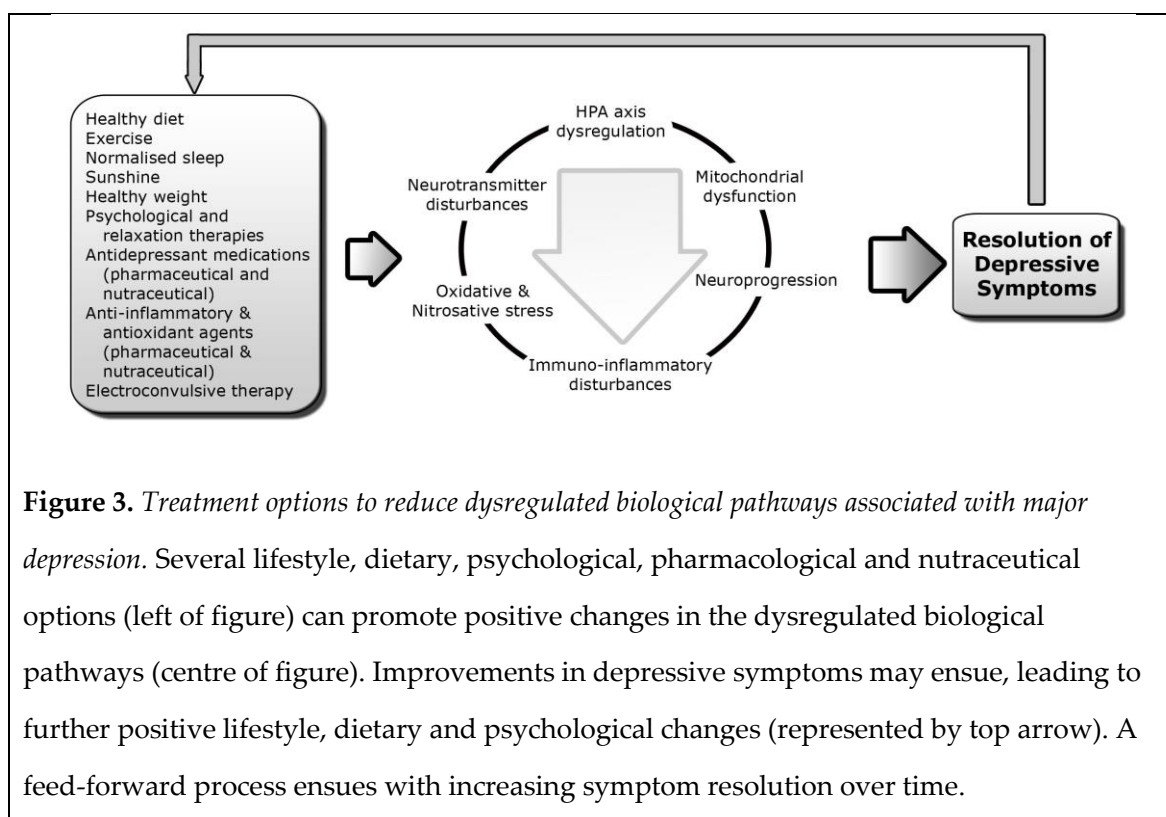 Healthy diet
Exercise
Normalised sleep
Sunshine
Healthy weight
Psychological and
relaxation therapies
Antidepressant medications
(pharmaceutical and
nutraceutical)
Anti-inflammatory &
antioxidant agents
(pharmaceutical &
nutraceutical)
Electroconvulsive therapy
HPA axis
dysregulation
Neurotransmitter
disturbances
Mitochondrial
dysfunction
Oxidative &
Nitrosative stress
Neuroprogression
Immuno-inflammatory
disturbances
Resolution of
Depressive
Symptoms
Figure 3. Treatment options to reduce dysregulated biological pathways associated with major
depression. Several lifestyle, dietary, psychological, pharmacological and nutraceutical
options (left of figure) can promote positive changes in the dysregulated biological
pathways (centre of figure). Improvements in depressive symptoms may ensue, leading to
further positive lifestyle, dietary and psychological changes (represented by top arrow). A
feed-forward process ensues with increasing symptom resolution over time.